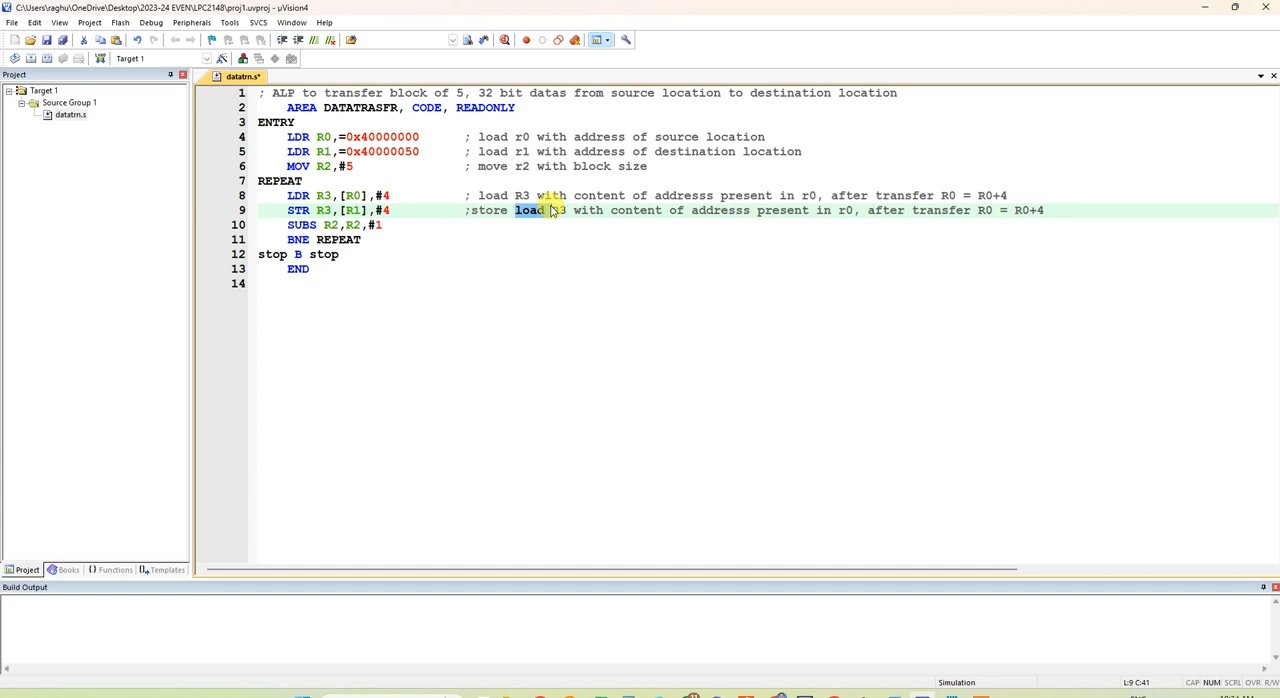 C:\Users\raghu\OneDrive\Desktop\2023-24 EVEN\LPC2148\proj1.uvproj - µVision4
File Edit View Project Flash Debug Peripherals Tools SVCS Window Help
Target 1
Project
datatrn.s*
Target 1
Source Group 1
datatrn.s
1 ; ALP to transfer block of 5, 32 bit datas from source location to destination location
2 AREA DATATRASFR, CODE, READONLY
3 ENTRY
4 LDR R0,=0x40000000 ; load r0 with address of source location
5 LDR R1,=0x40000050 ; load r1 with address of destination location
6 MOV R2,#5 ; move r2 with block size
7 REPEAT
8 LDR R3,[R0],#4 ; load R3 with content of addresss present in r0, after transfer R0 = R0+4
9 STR R3,[R1],#4 ;store load R3 with content of addresss present in r0, after transfer R0 = R0+4
10 SUBS R2,R2,#1
11 BNE REPEAT
12 stop B stop
13 END
14
Project Books {} Functions Templates
Build Output
Simulation L:9 C:41 CAP NUM SCRL OVR R/W